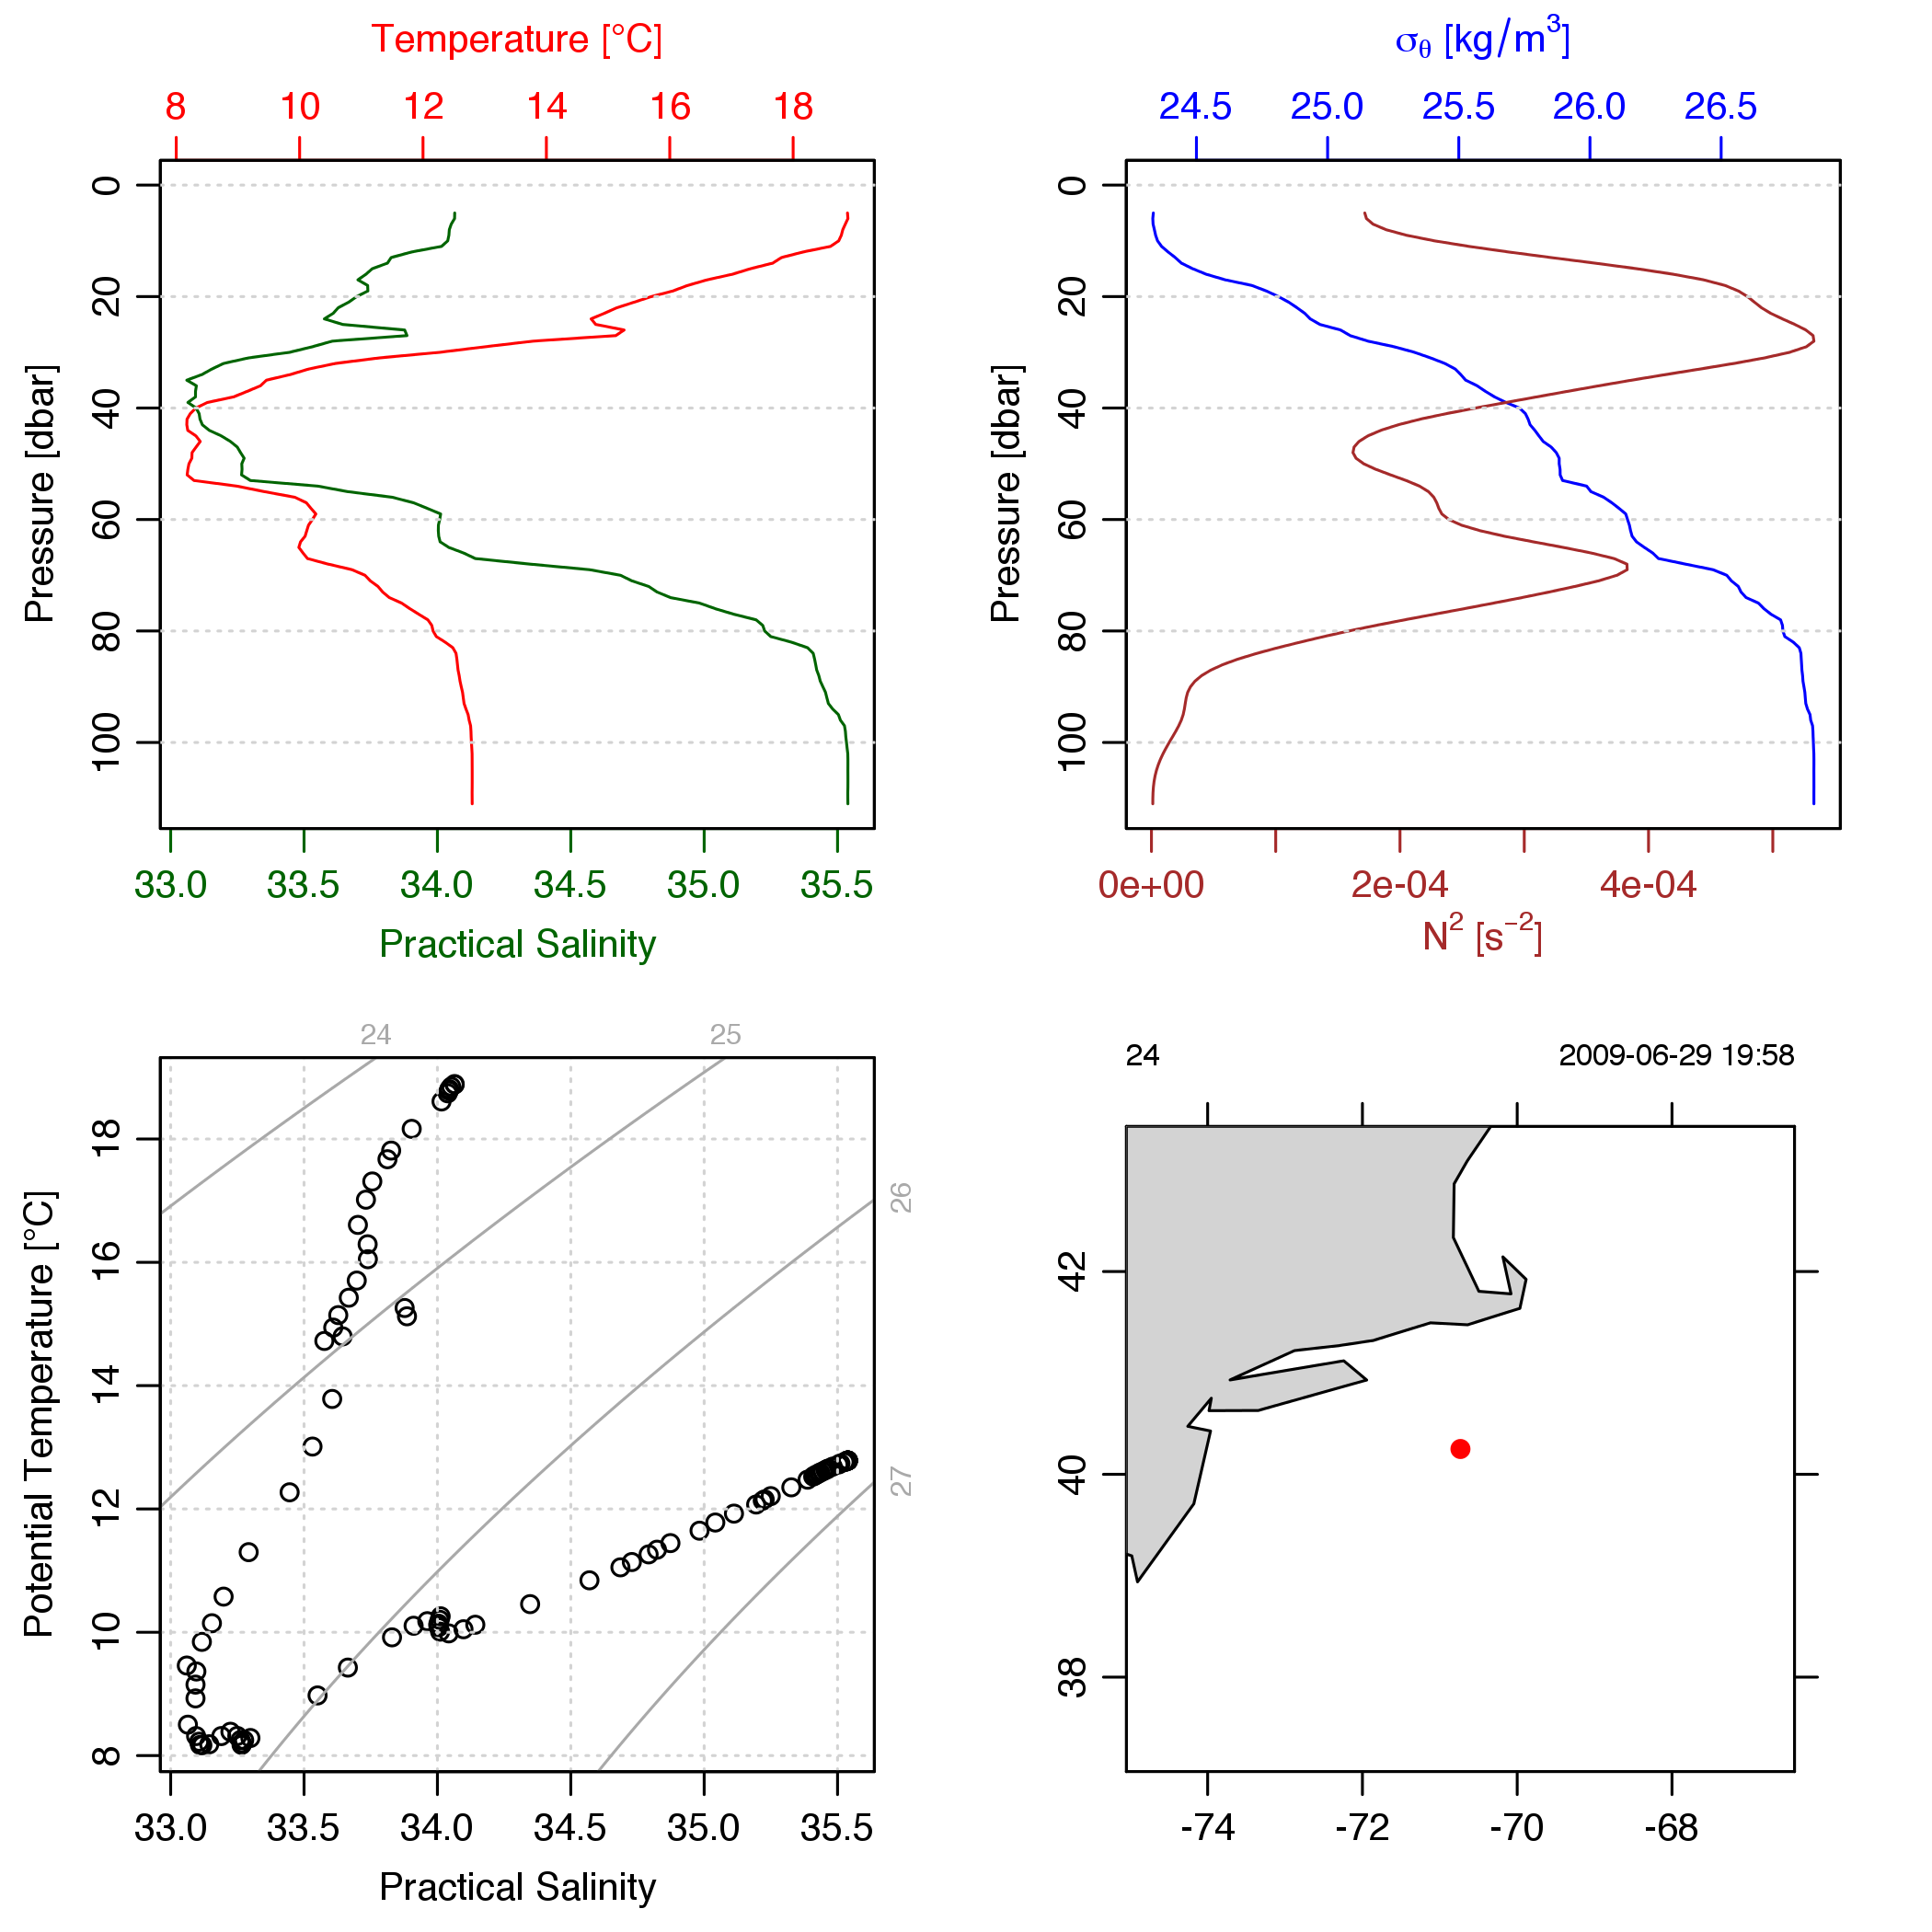 Temperature [°C]
8 10 12 14 16 18
0
20
40
60
80
100
Pressure [dbar]
33.0 33.5 34.0 34.5 35.0 35.5
Practical Salinity
σθ [kg/m³]
24.5 25.0 25.5 26.0 26.5
0
20
40
60
80
100
Pressure [dbar]
0e+00 2e-04 4e-04
N² [s⁻²]
24 25
26
27
18
16
14
12
10
8
Potential Temperature [°C]
33.0 33.5 34.0 34.5 35.0 35.5
Practical Salinity
24 2009-06-29 19:58
42
40
38
-74 -72 -70 -68